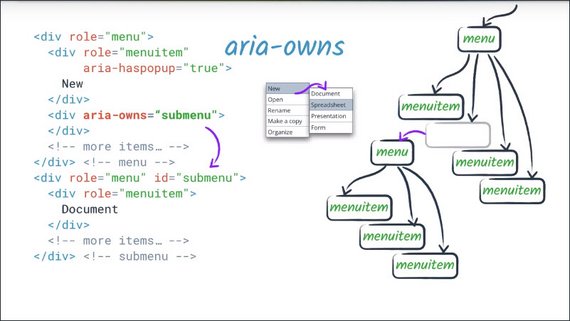 aria-owns
<div role="menu">
<div role="menuitem"
aria-haspopup="true">
New
</div>
<div aria-owns="submenu">
</div>
<!-- more items… -->
</div> <!-- menu -->
<div role="menu" id="submenu">
<div role="menuitem">
Document
</div>
<!-- more items… -->
</div> <!-- submenu -->
New
Open
Rename
Make a copy
Organize
Document
Spreadsheet
Presentation
Form
menu
menuitem
menuitem
menuitem
menu
menuitem
menuitem
menuitem